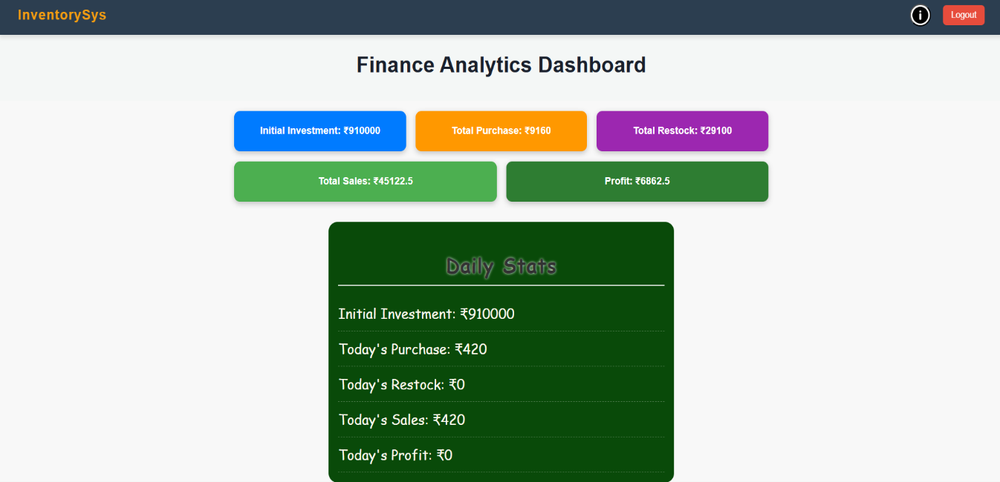 InventorySys
i
Logout
Finance Analytics Dashboard
Initial Investment: ₹910000
Total Purchase: ₹9160
Total Restock: ₹29100
Total Sales: ₹45122.5
Profit: ₹6862.5
Daily Stats
Initial Investment: ₹910000
Today's Purchase: ₹420
Today's Restock: ₹0
Today's Sales: ₹420
Today's Profit: ₹0